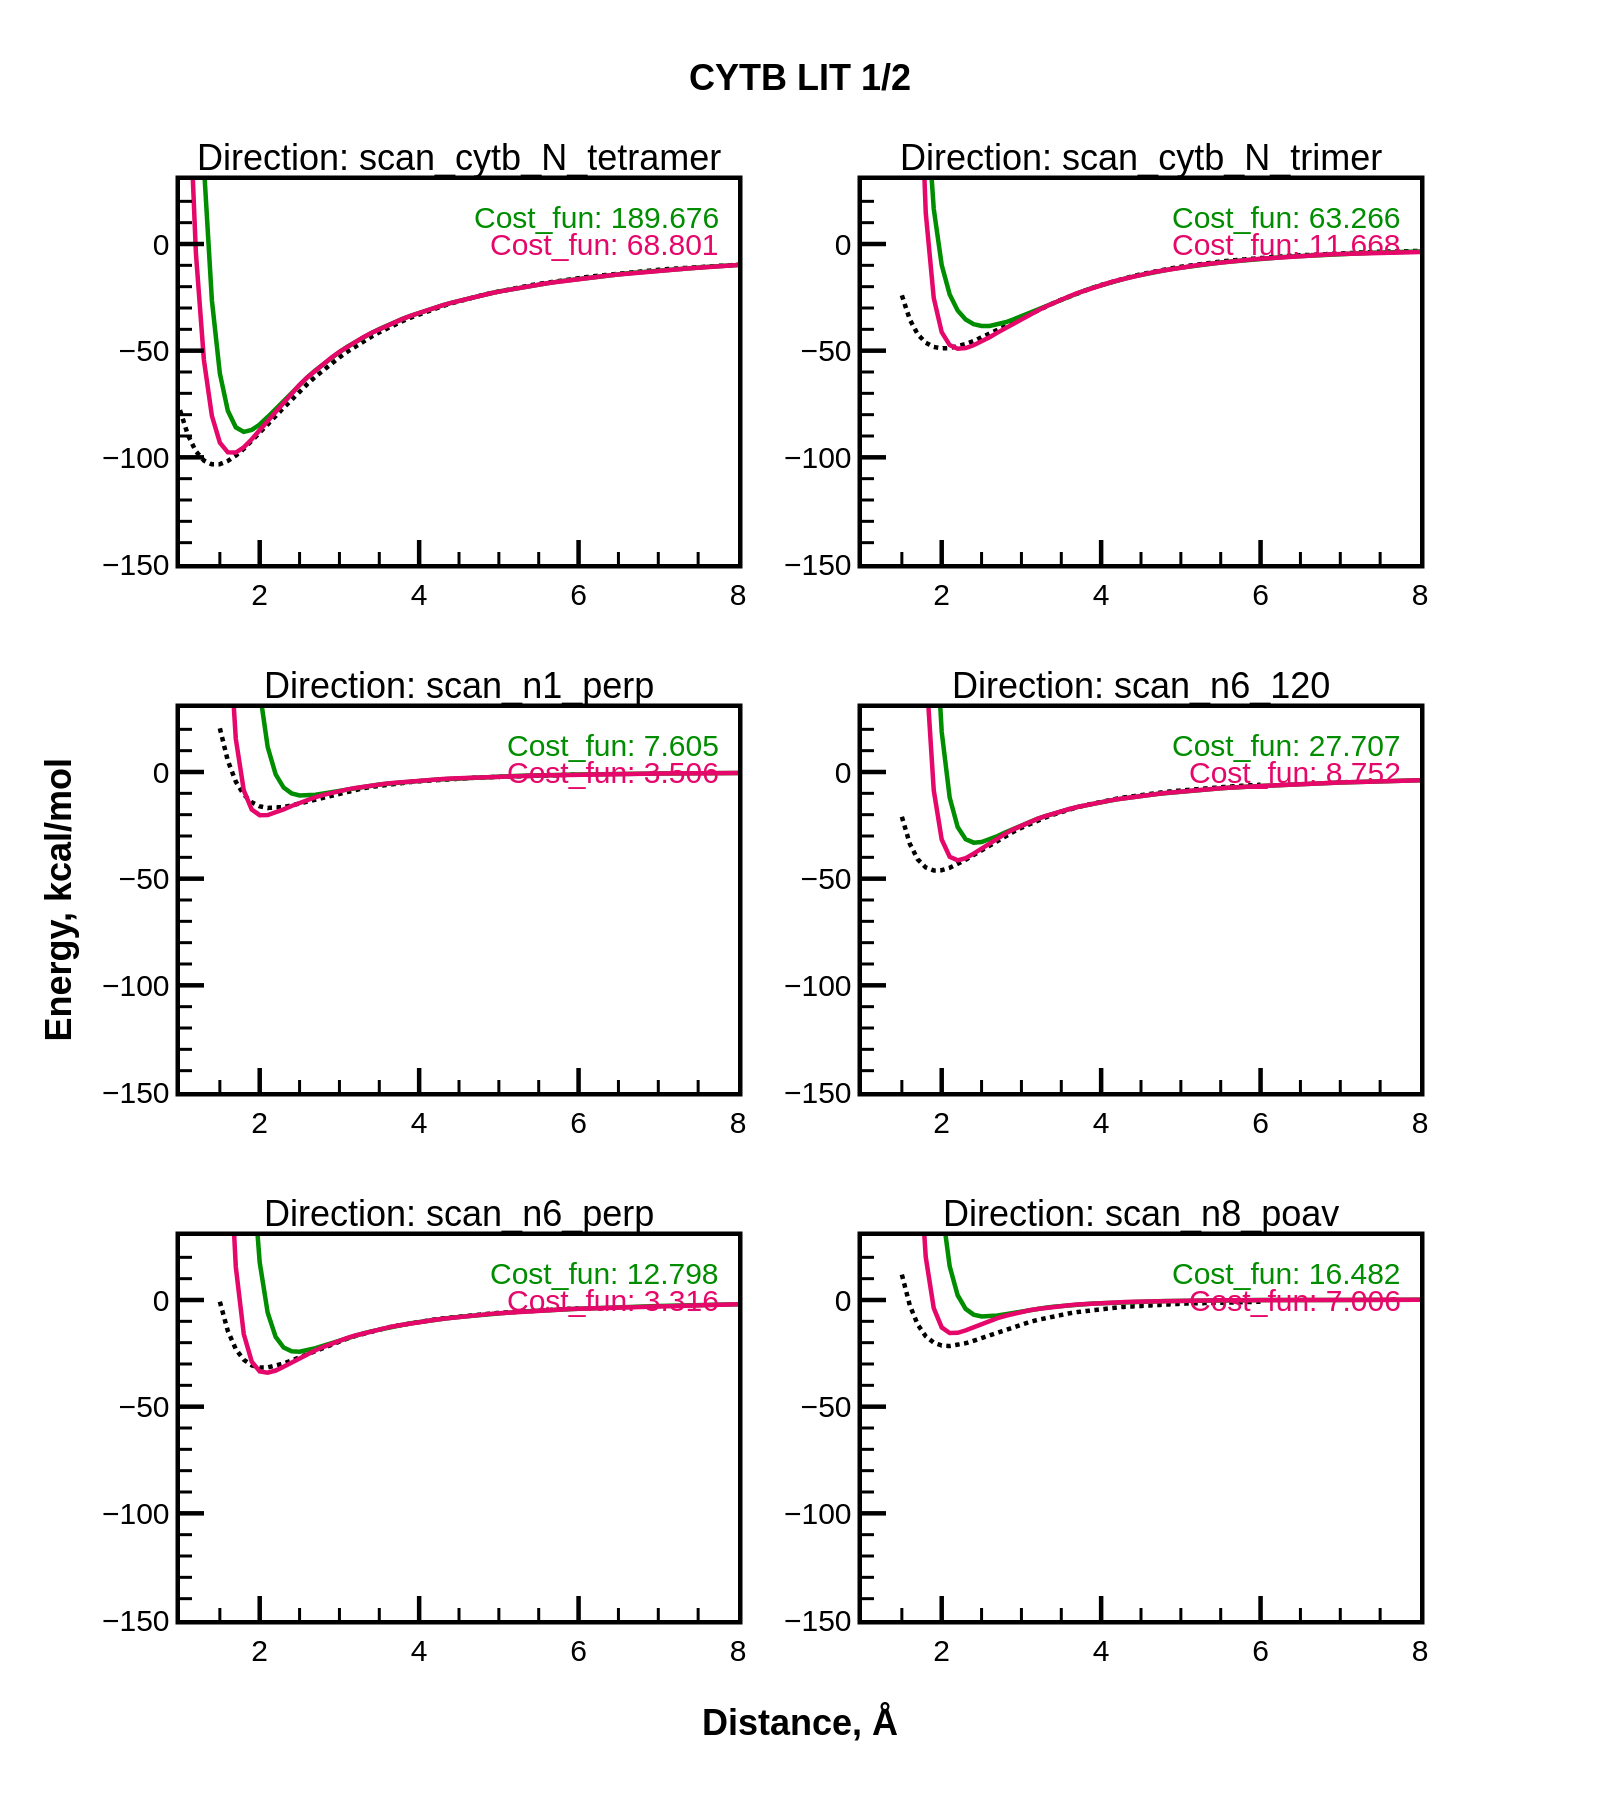 CYTB LIT 1/2
Direction: scan_cytb_N_tetramer
Cost_fun: 189.676
Cost_fun: 68.801
0
−50
−100
−150
2 4 6 8
Direction: scan_cytb_N_trimer
Cost_fun: 63.266
Cost_fun: 11.668
0
−50
−100
−150
2 4 6 8
Energy, kcal/mol
Direction: scan_n1_perp
Cost_fun: 7.605
Cost_fun: 3.506
0
−50
−100
−150
2 4 6 8
Direction: scan_n6_120
Cost_fun: 27.707
Cost_fun: 8.752
0
−50
−100
−150
2 4 6 8
Direction: scan_n6_perp
Cost_fun: 12.798
Cost_fun: 3.316
0
−50
−100
−150
2 4 6 8
Direction: scan_n8_poav
Cost_fun: 16.482
Cost_fun: 7.006
0
−50
−100
−150
2 4 6 8
Distance, Å